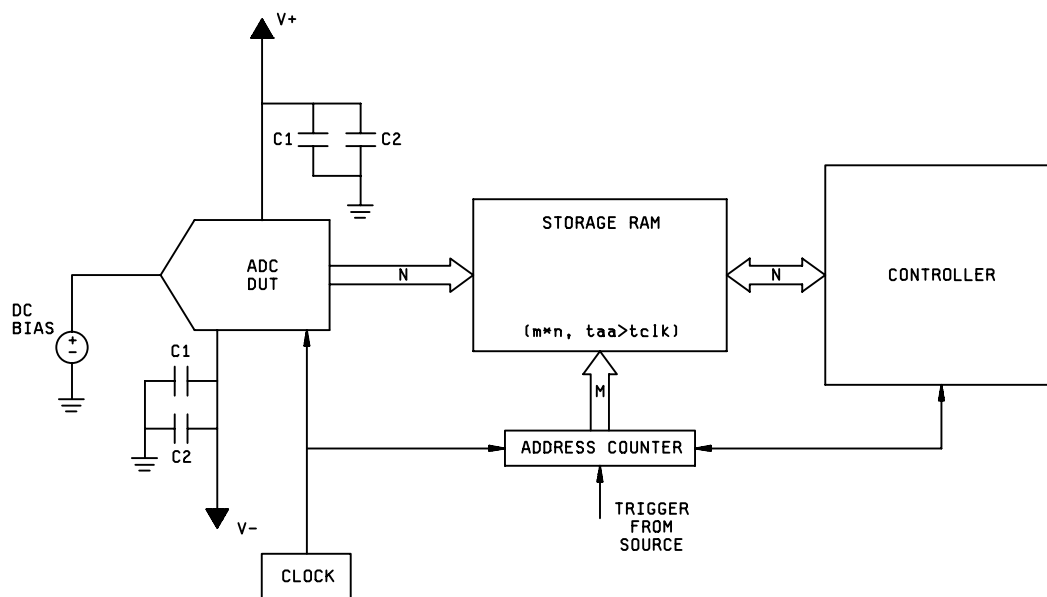 V+
C1
C2
STORAGE RAM
ADC
DUT
N
N
CONTROLLER
DC
BIAS
+
-
(m*n, taa>tclk)
C1
M
C2
ADDRESS COUNTER
TRIGGER
FROM
SOURCE
V-
CLOCK